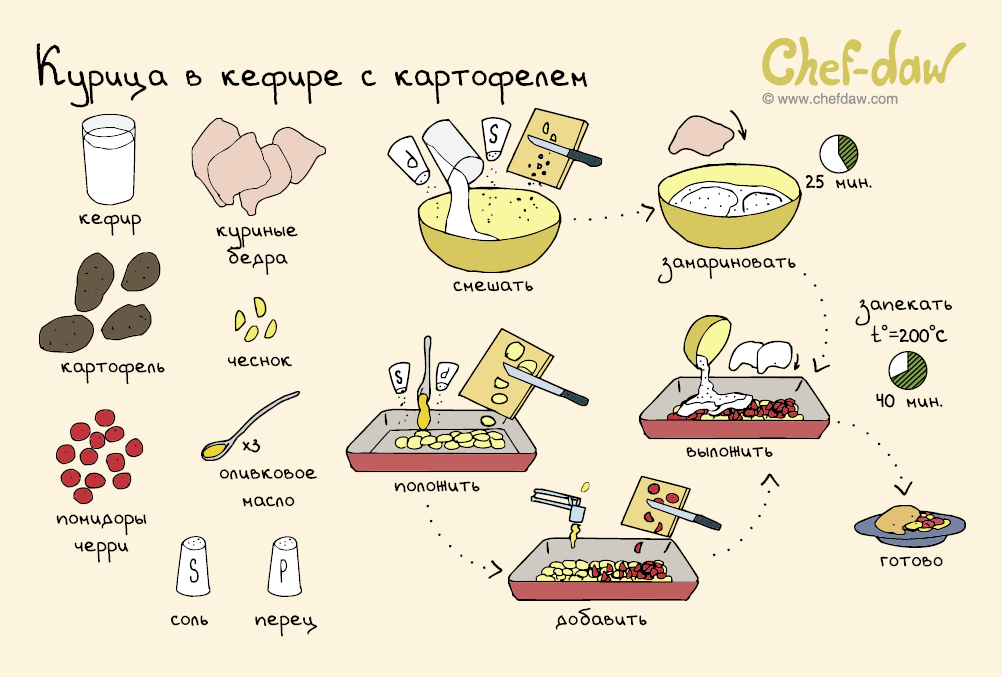 Курица в кефире с картофелем
Chef-daw
© www.chefdaw.com
кефир
куриные
бедра
картофель
чеснок
x3
оливковое
масло
помидоры
черри
S
P
соль
перец
P
S
смешать
25 мин.
замариновать
S
P
положить
добавить
выложить
запекать
t°=200°c
40 мин.
готово